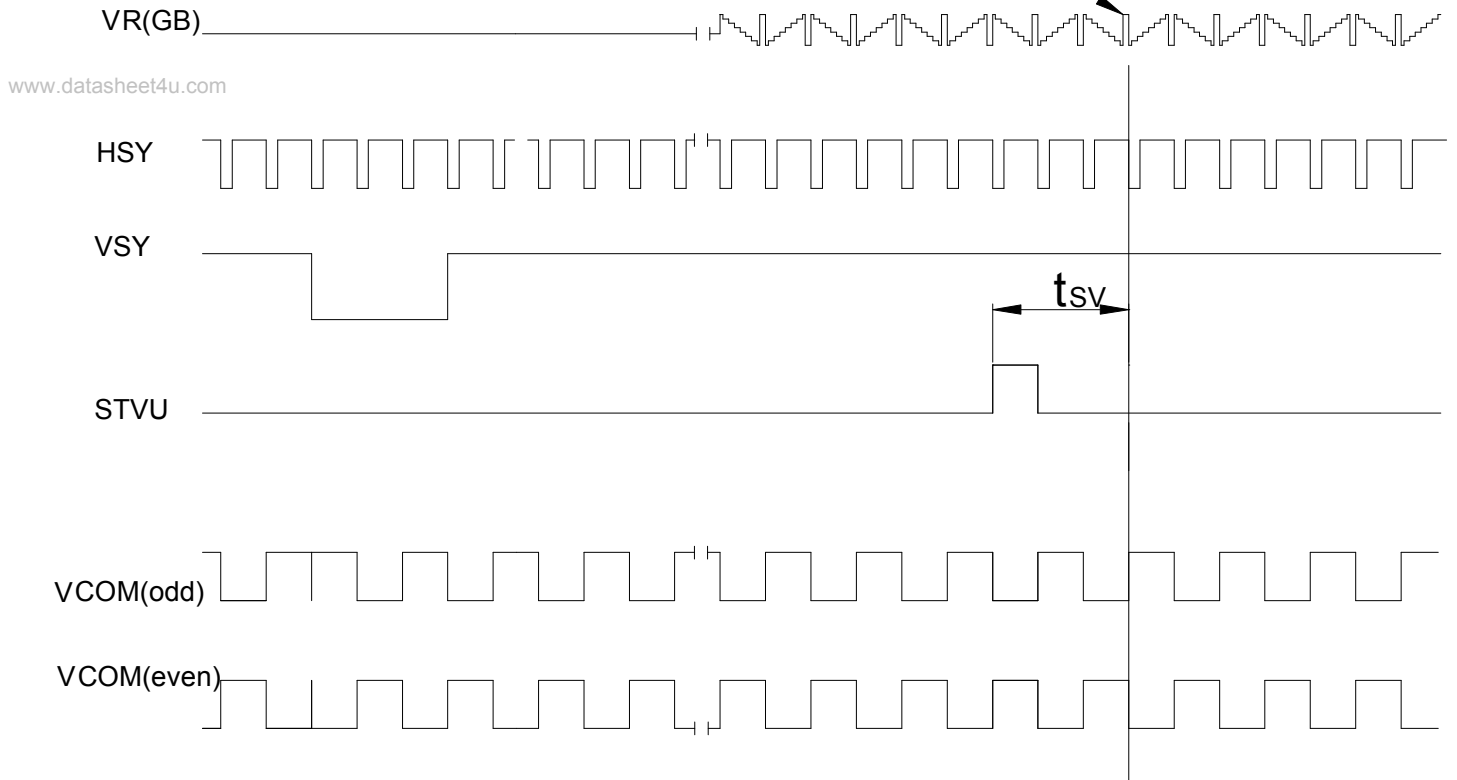 VR(GB)
www.datasheet4u.com
HSY
VSY
tsv
STVU
VCOM(odd)
VCOM(even)